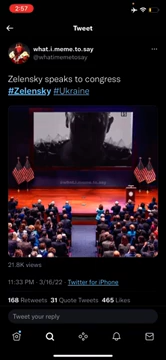 2:57
Tweet
what.i.meme.to.say
@whatimemetosay
Zelensky speaks to congress
#Zelensky #Ukraine
21.8K views
11:33 PM · 3/16/22 · Twitter for iPhone
168 Retweets 31 Quote Tweets 465 Likes
Tweet your reply